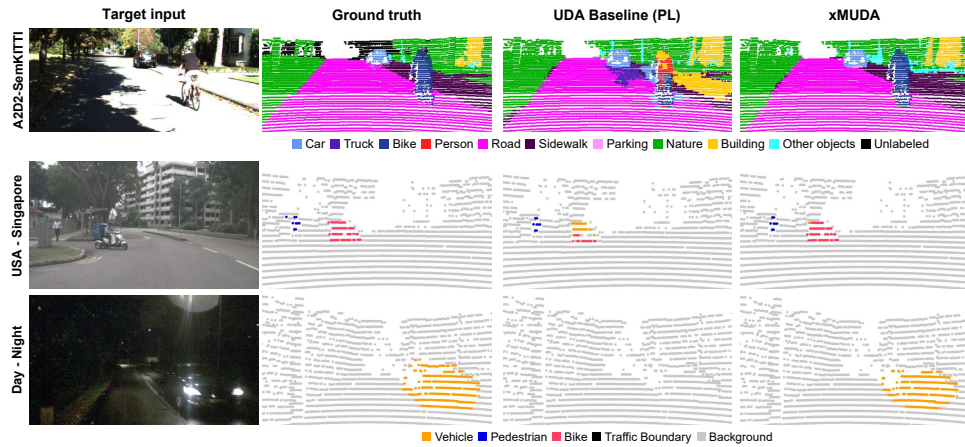 Target input Ground truth UDA Baseline (PL) xMUDA
A2D2-SemKITTI
Car Truck Bike Person Road Sidewalk Parking Nature Building Other objects Unlabeled
USA - Singapore
Day - Night
Vehicle Pedestrian Bike Traffic Boundary Background